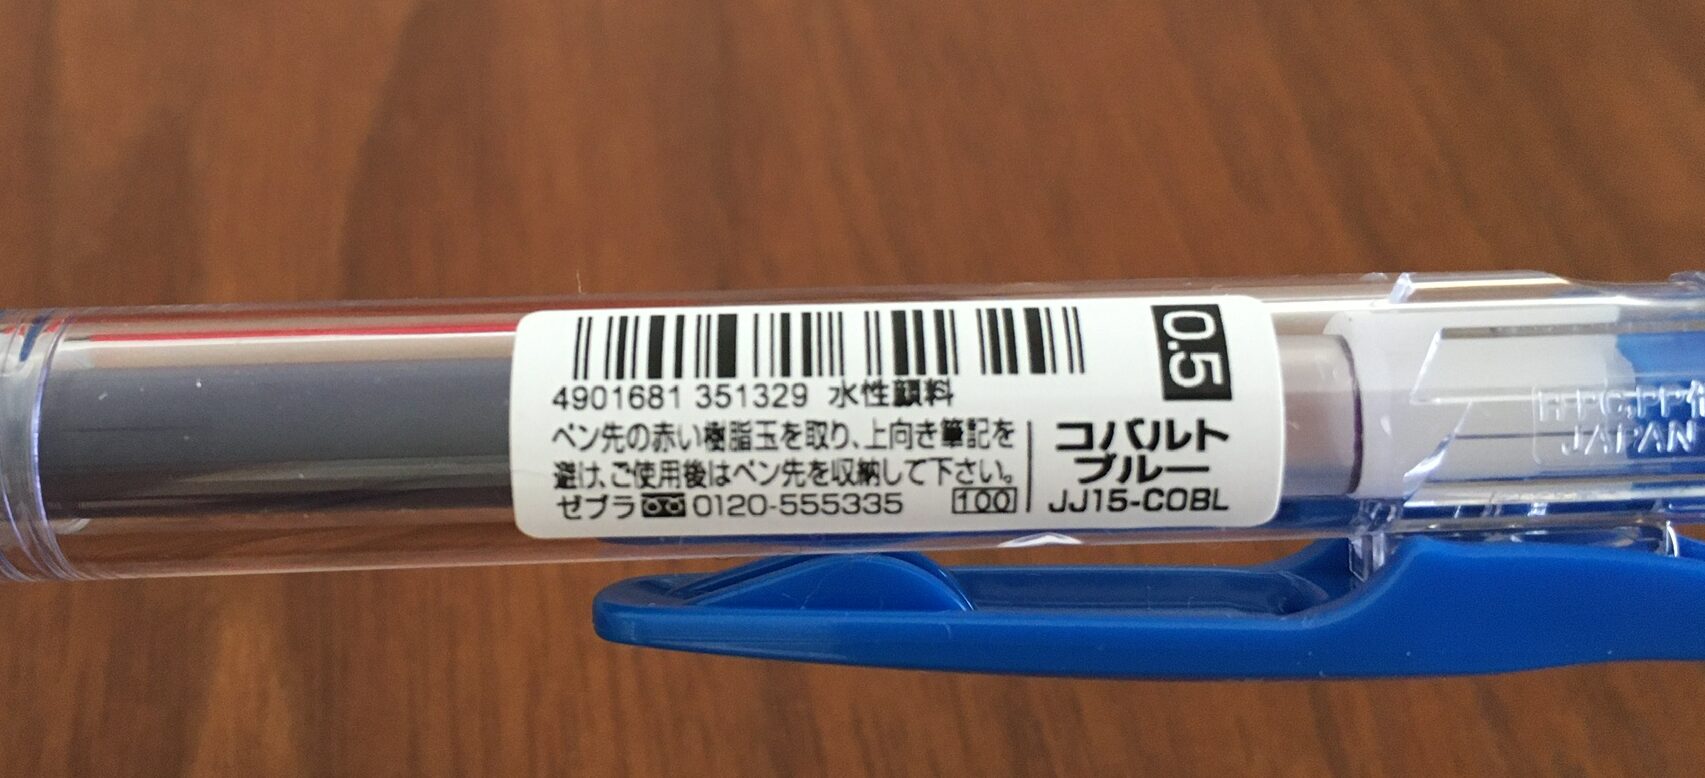 0.5
4901681 351329 水性顔料
ペン先の赤い樹脂玉を取り、上向き筆記を
避け、ご使用後はペン先を収納して下さい。
ゼブラ 0120-555335 100
コバルト
ブルー
JJ15-COBL
JAPAN